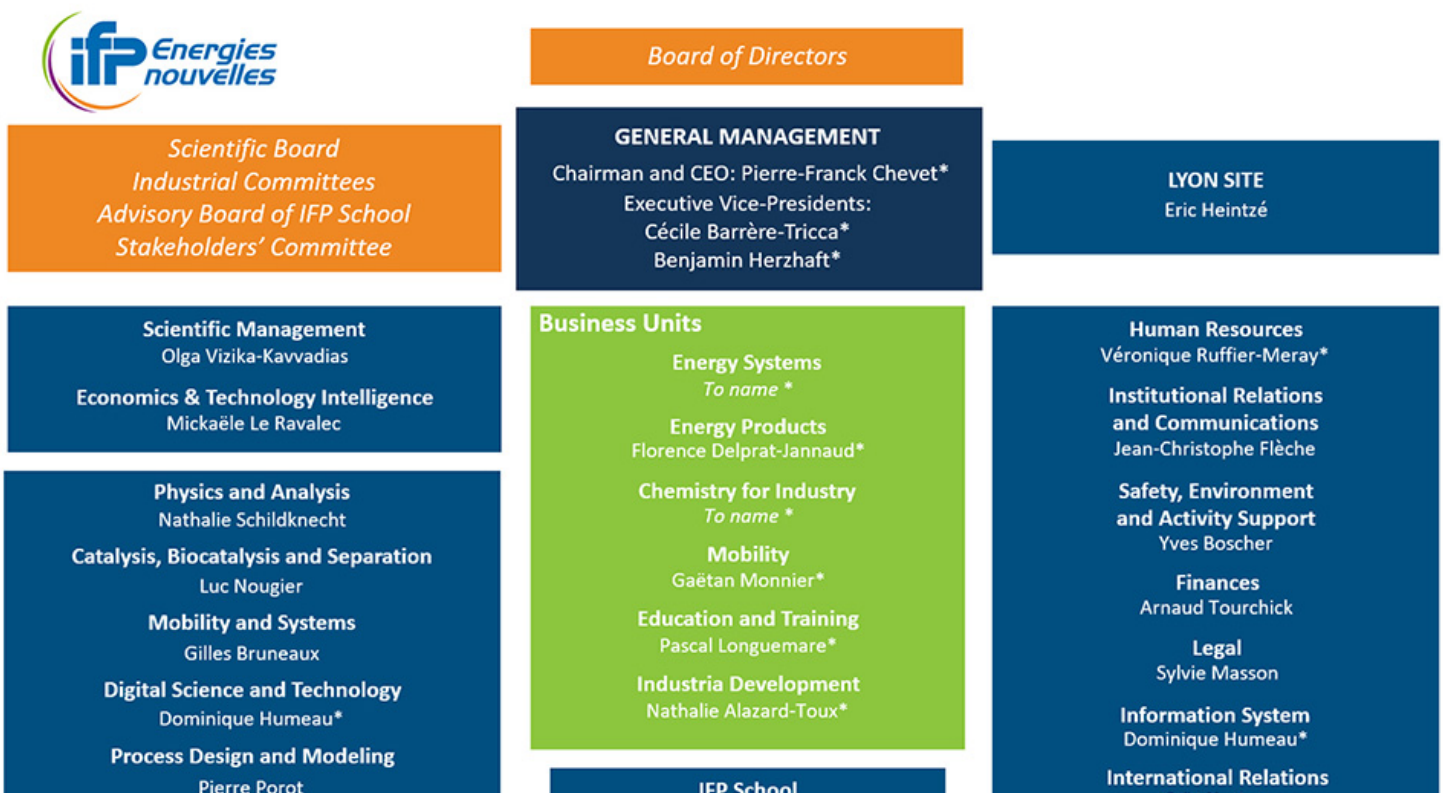 ifp Energies
nouvelles
Board of Directors
Scientific Board
Industrial Committees
Advisory Board of IFP School
Stakeholders’ Committee
GENERAL MANAGEMENT
Chairman and CEO: Pierre-Franck Chevet*
Executive Vice-Presidents:
Cécile Barrère-Tricca*
Benjamin Herzhaft*
LYON SITE
Eric Heintzé
Scientific Management
Olga Vizika-Kavvadias
Economics & Technology Intelligence
Mickaële Le Ravalec
Physics and Analysis
Nathalie Schildknecht
Catalysis, Biocatalysis and Separation
Luc Nougier
Mobility and Systems
Gilles Bruneaux
Digital Science and Technology
Dominique Humeau*
Process Design and Modeling
Pierre Porot
Business Units
Energy Systems
To name *
Energy Products
Florence Delprat-Jannaud*
Chemistry for Industry
To name *
Mobility
Gaëtan Monnier*
Education and Training
Pascal Longuemare*
Industria Development
Nathalie Alazard-Toux*
IFP School
Human Resources
Véronique Ruffier-Meray*
Institutional Relations
and Communications
Jean-Christophe Flèche
Safety, Environment
and Activity Support
Yves Boscher
Finances
Arnaud Tourchick
Legal
Sylvie Masson
Information System
Dominique Humeau*
International Relations